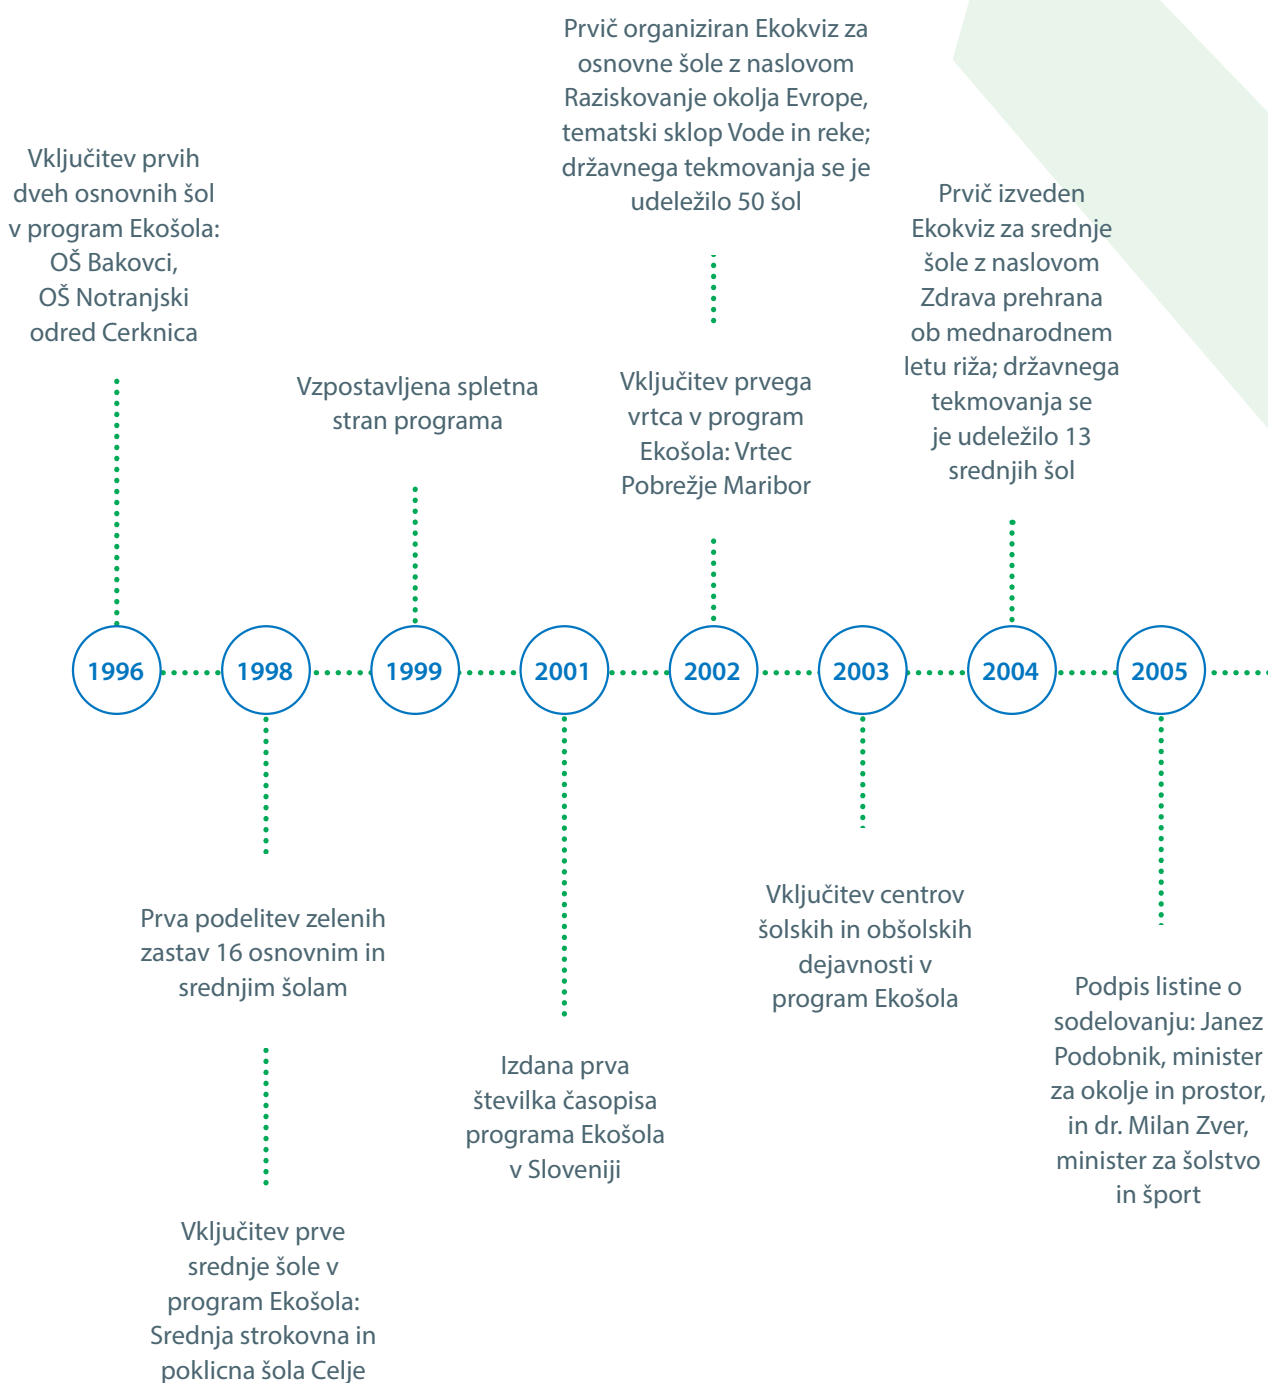 Vključitev prvih
dveh osnovnih šol
v program Ekošola:
OŠ Bakovci,
OŠ Notranjski
odred Cerknica
Vzpostavljena spletna
stran programa
Prvič organiziran Ekokviz za
osnovne šole z naslovom
Raziskovanje okolja Evrope,
tematski sklop Vode in reke;
državnega tekmovanja se je
udeležilo 50 šol
Vključitev prvega
vrtca v program
Ekošola: Vrtec
Pobrežje Maribor
Prvič izveden
Ekokviz za srednje
šole z naslovom
Zdrava prehrana
ob mednarodnem
letu riža; državnega
tekmovanja se
je udeležilo 13
srednjih šol
1996
1998
1999
2001
2002
2003
2004
2005
Prva podelitev zelenih
zastav 16 osnovnim in
srednjim šolam
Vključitev prve
srednje šole v
program Ekošola:
Srednja strokovna in
poklicna šola Celje
Izdana prva
številka časopisa
programa Ekošola
v Sloveniji
Vključitev centrov
šolskih in obšolskih
dejavnosti v
program Ekošola
Podpis listine o
sodelovanju: Janez
Podobnik, minister
za okolje in prostor,
in dr. Milan Zver,
minister za šolstvo
in šport